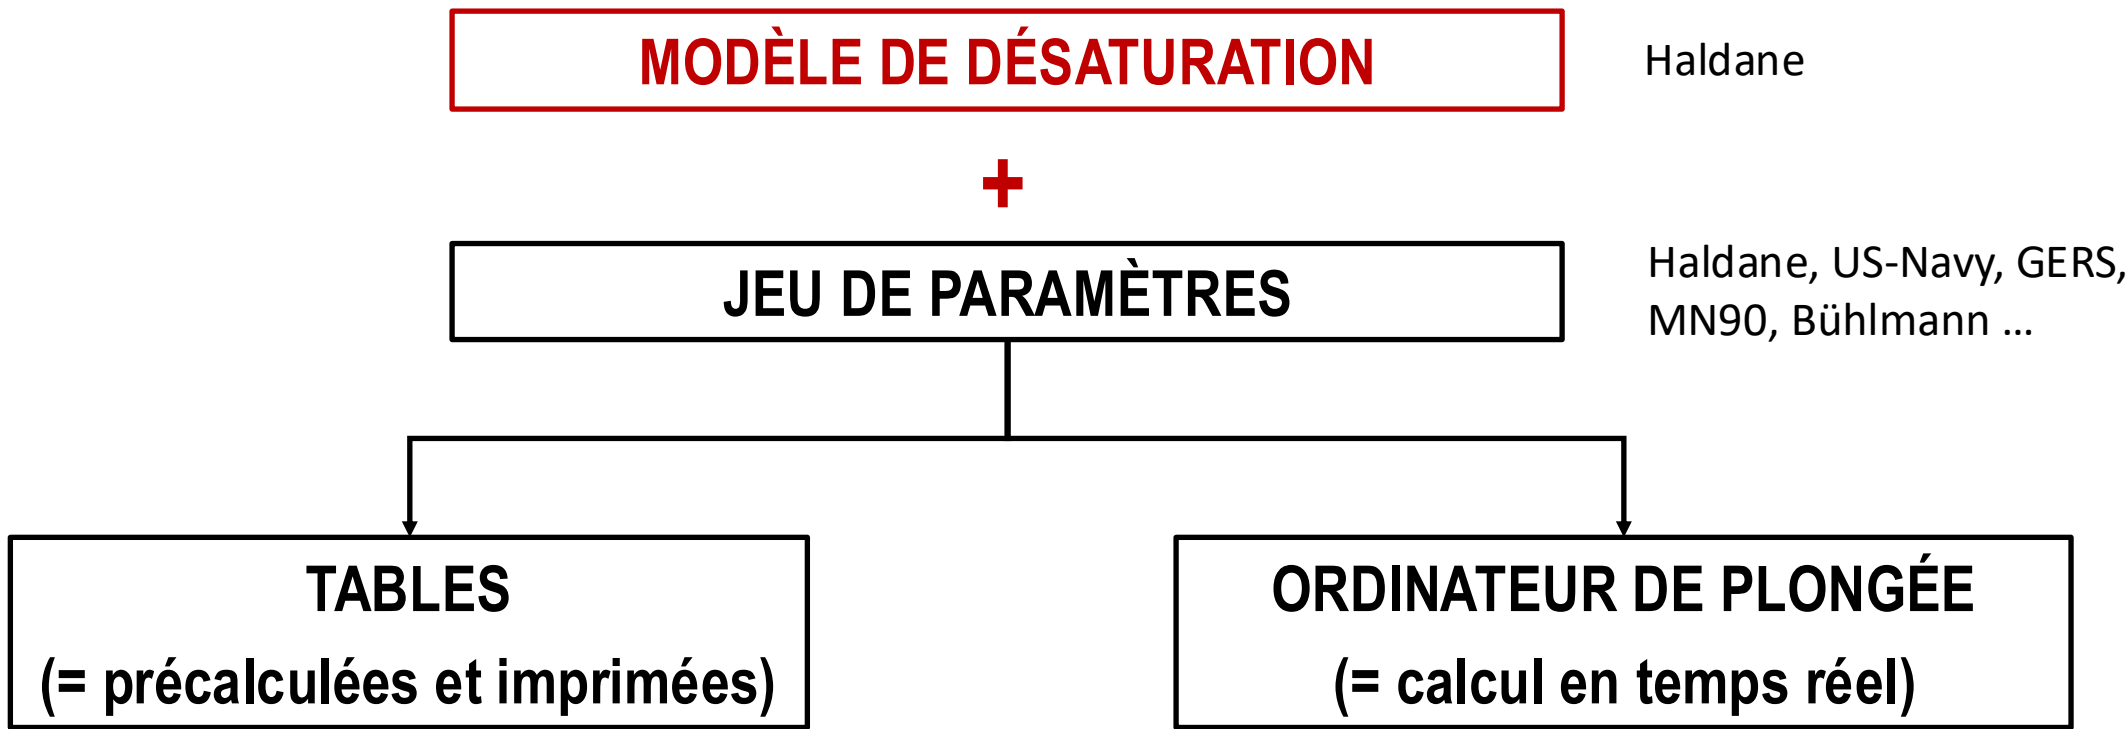 MODÈLE DE DÉSATURATION
Haldane
+
JEU DE PARAMÈTRES
Haldane, US-Navy, GERS,
MN90, Bühlmann ...
TABLES
(= précalculées et imprimées)
ORDINATEUR DE PLONGÉE
(= calcul en temps réel)